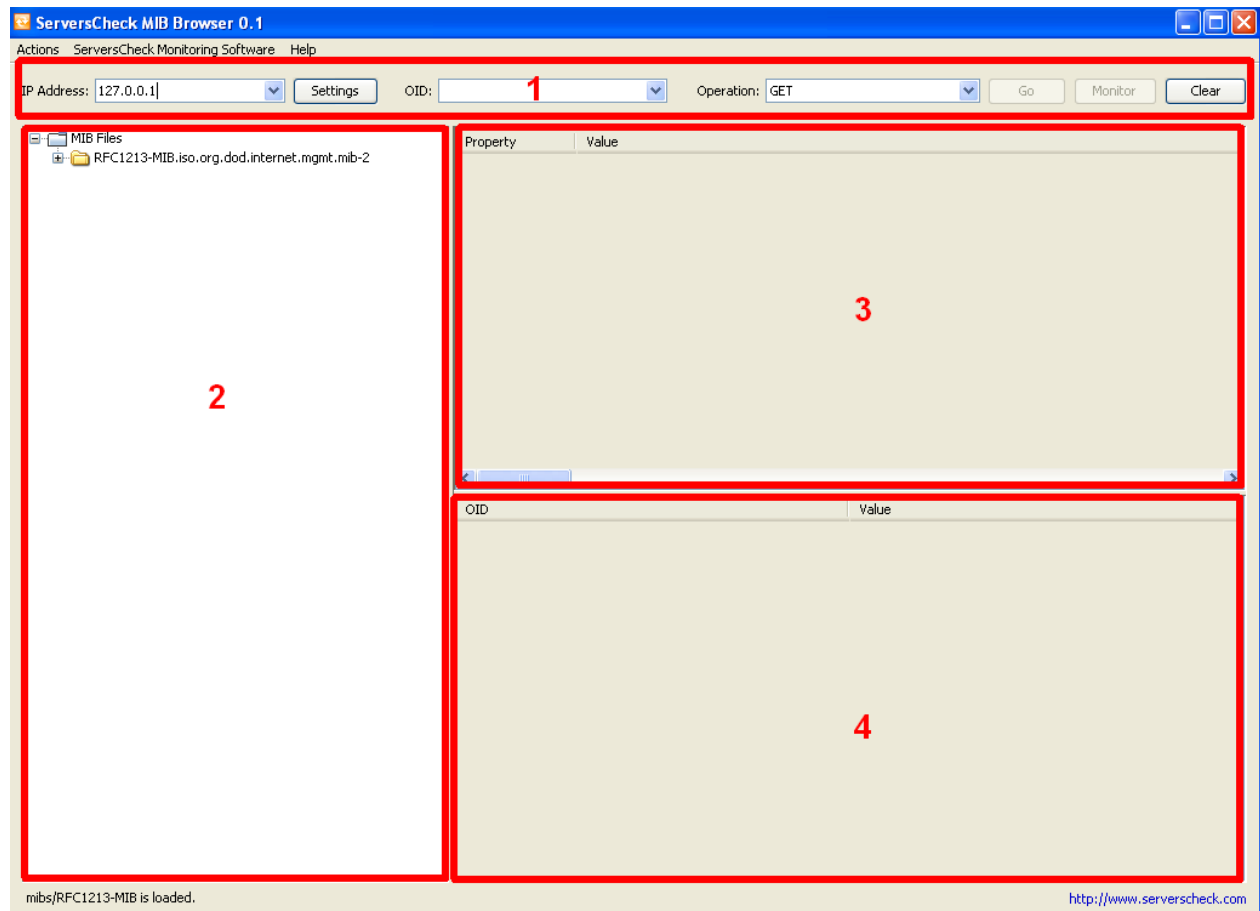 ServersCheck MIB Browser 0.1
Actions ServersCheck Monitoring Software Help
IP Address: 127.0.0.1 Settings OID: 1 Operation: GET Go Monitor Clear
MIB Files
RFC1213-MIB.iso.org.dod.internet.mgmt.mib-2
2
Property Value
3
OID Value
4
mibs/RFC1213-MIB is loaded. http://www.serverscheck.com